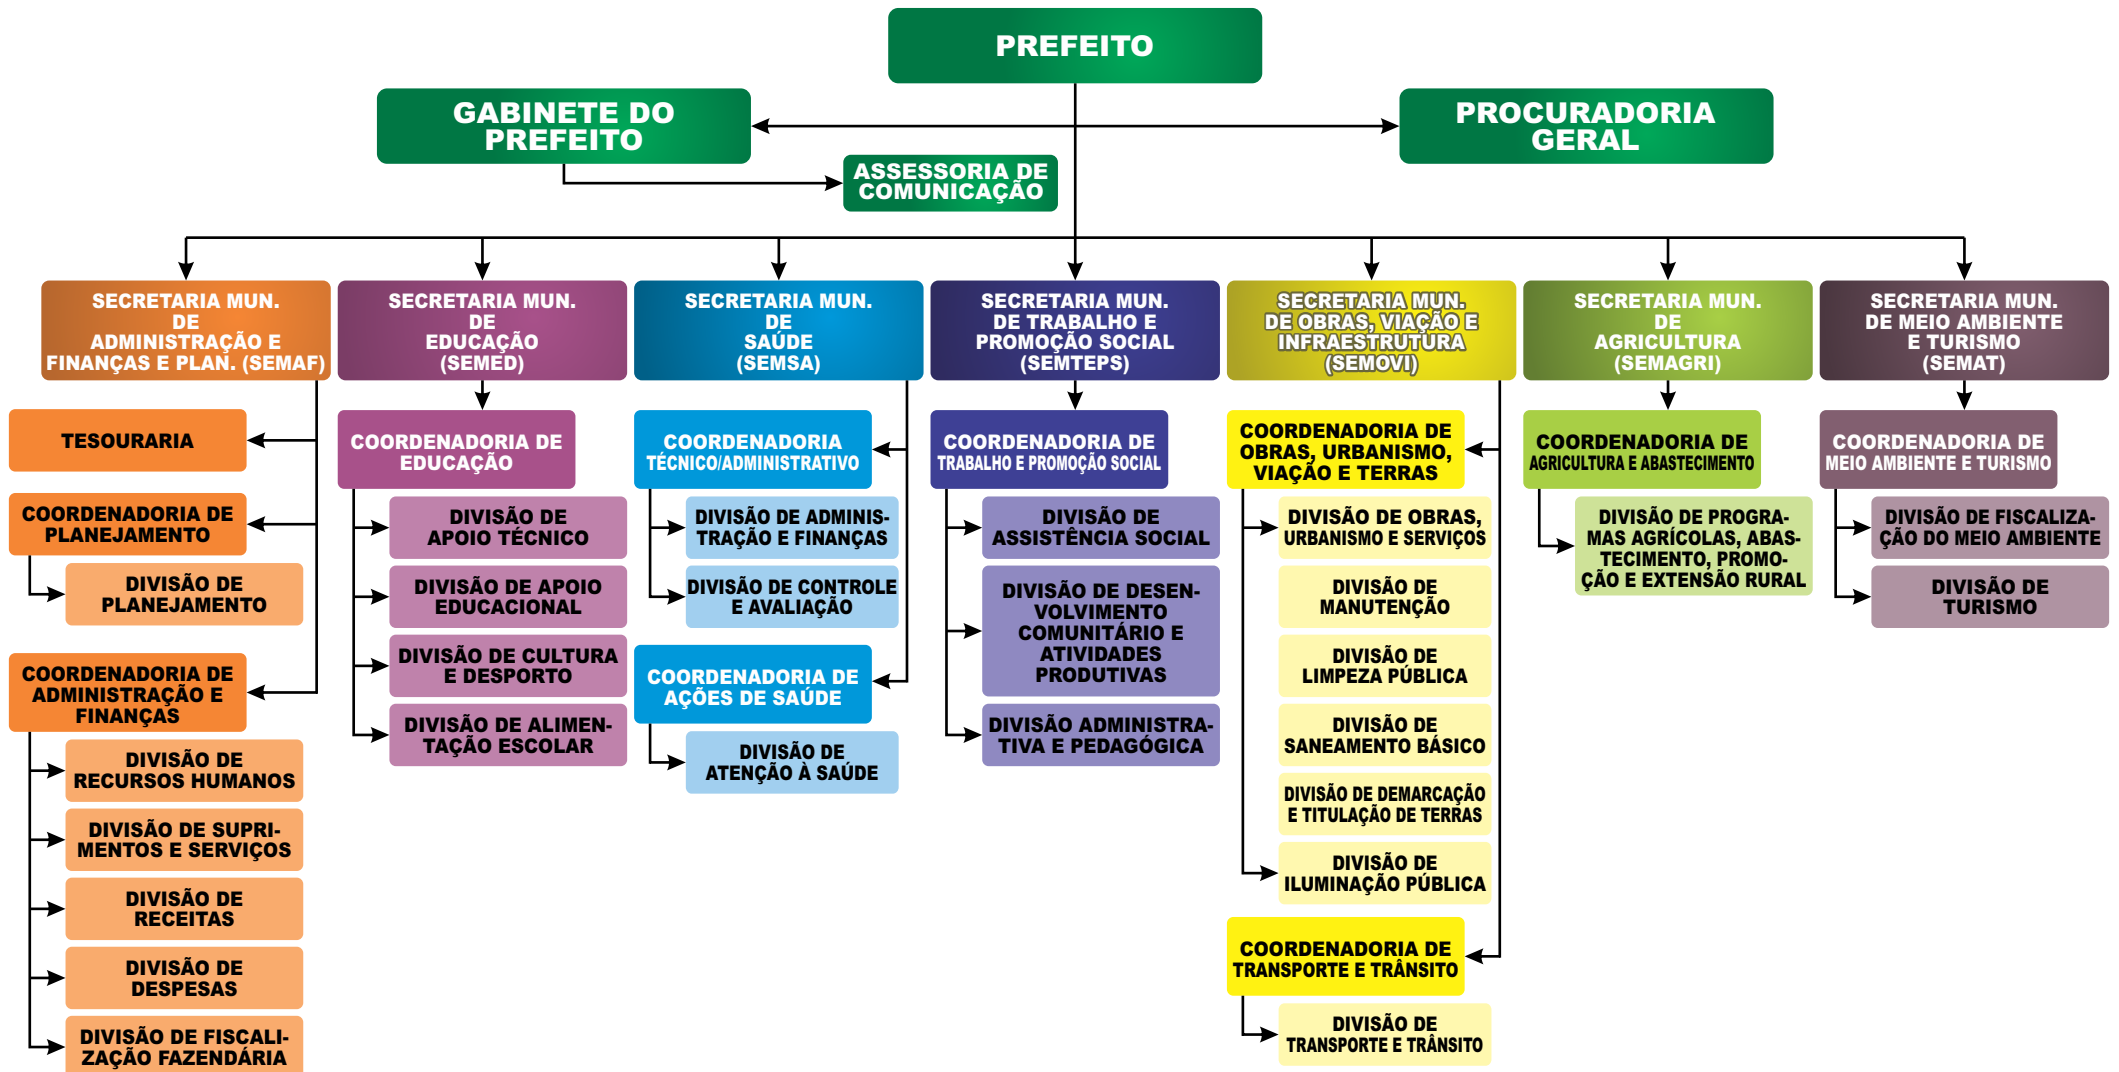 PREFEITO
GABINETE DO
PREFEITO
PROCURADORIA
GERAL
ASSESSORIA DE
COMUNICAÇÃO
SECRETARIA MUN.
DE
ADMINISTRAÇÃO E
FINANÇAS E PLAN. (SEMAF)
TESOURARIA
COORDENADORIA DE
PLANEJAMENTO
DIVISÃO DE
PLANEJAMENTO
COORDENADORIA DE
ADMINISTRAÇÃO E
FINANÇAS
DIVISÃO DE
RECURSOS HUMANOS
DIVISÃO DE SUPRI-
MENTOS E SERVIÇOS
DIVISÃO DE
RECEITAS
DIVISÃO DE
DESPESAS
DIVISÃO DE FISCALI-
ZAÇÃO FAZENDÁRIA
SECRETARIA MUN.
DE
EDUCAÇÃO
(SEMED)
COORDENADORIA DE
EDUCAÇÃO
DIVISÃO DE
APOIO TÉCNICO
DIVISÃO DE APOIO
EDUCACIONAL
DIVISÃO DE CULTURA
E DESPORTO
DIVISÃO DE ALIMEN-
TAÇÃO ESCOLAR
SECRETARIA MUN.
DE
SAÚDE
(SEMSA)
COORDENADORIA
TÉCNICO/ADMINISTRATIVO
DIVISÃO DE ADMINIS-
TRAÇÃO E FINANÇAS
DIVISÃO DE CONTROLE
E AVALIAÇÃO
COORDENADORIA DE
AÇÕES DE SAÚDE
DIVISÃO DE
ATENÇÃO À SAÚDE
SECRETARIA MUN.
DE TRABALHO E
PROMOÇÃO SOCIAL
(SEMTEPS)
COORDENADORIA DE
TRABALHO E PROMOÇÃO SOCIAL
DIVISÃO DE
ASSISTÊNCIA SOCIAL
DIVISÃO DE DESEN-
VOLVIMENTO
COMUNITÁRIO E
ATIVIDADES
PRODUTIVAS
DIVISÃO ADMINISTRA-
TIVA E PEDAGÓGICA
SECRETARIA MUN.
DE OBRAS, VIAÇÃO E
INFRAESTRUTURA
(SEMOVI)
COORDENADORIA DE
OBRAS, URBANISMO,
VIAÇÃO E TERRAS
DIVISÃO DE OBRAS,
URBANISMO E SERVIÇOS
DIVISÃO DE
MANUTENÇÃO
DIVISÃO DE
LIMPEZA PÚBLICA
DIVISÃO DE
SANEAMENTO BÁSICO
DIVISÃO DE DEMARCAÇÃO
E TITULAÇÃO DE TERRAS
DIVISÃO DE
ILUMINAÇÃO PÚBLICA
COORDENADORIA DE
TRANSPORTE E TRÂNSITO
DIVISÃO DE
TRANSPORTE E TRÂNSITO
SECRETARIA MUN.
DE
AGRICULTURA
(SEMAGRI)
COORDENADORIA DE
AGRICULTURA E ABASTECIMENTO
DIVISÃO DE PROGRA-
MAS AGRÍCOLAS, ABAS-
TECIMENTO, PROMO-
ÇÃO E EXTENSÃO RURAL
SECRETARIA MUN.
DE MEIO AMBIENTE
E TURISMO
(SEMAT)
COORDENADORIA DE
MEIO AMBIENTE E TURISMO
DIVISÃO DE FISCALIZA-
ÇÃO DO MEIO AMBIENTE
DIVISÃO DE
TURISMO